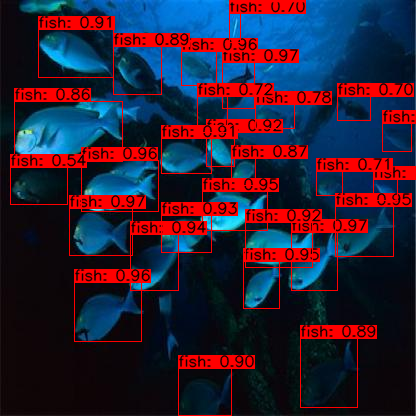 fish: 0.70
fish: 0.91
fish: 0.89
fish: 0.96
fish: 0.97
fish: 0.86
fish: 0.72
fish: 0.78
fish: 0.70
fish:
fish: 0.91
fish: 0.92
fish: 0.54
fish: 0.96
fish: 0.87
fish: 0.71
fish:
fish: 0.95
fish: 0.97
fish: 0.93
fish: 0.95
fish: 0.92
fish: 0.94
fish: 0.97
fish: 0.95
fish: 0.96
fish: 0.90
fish: 0.89